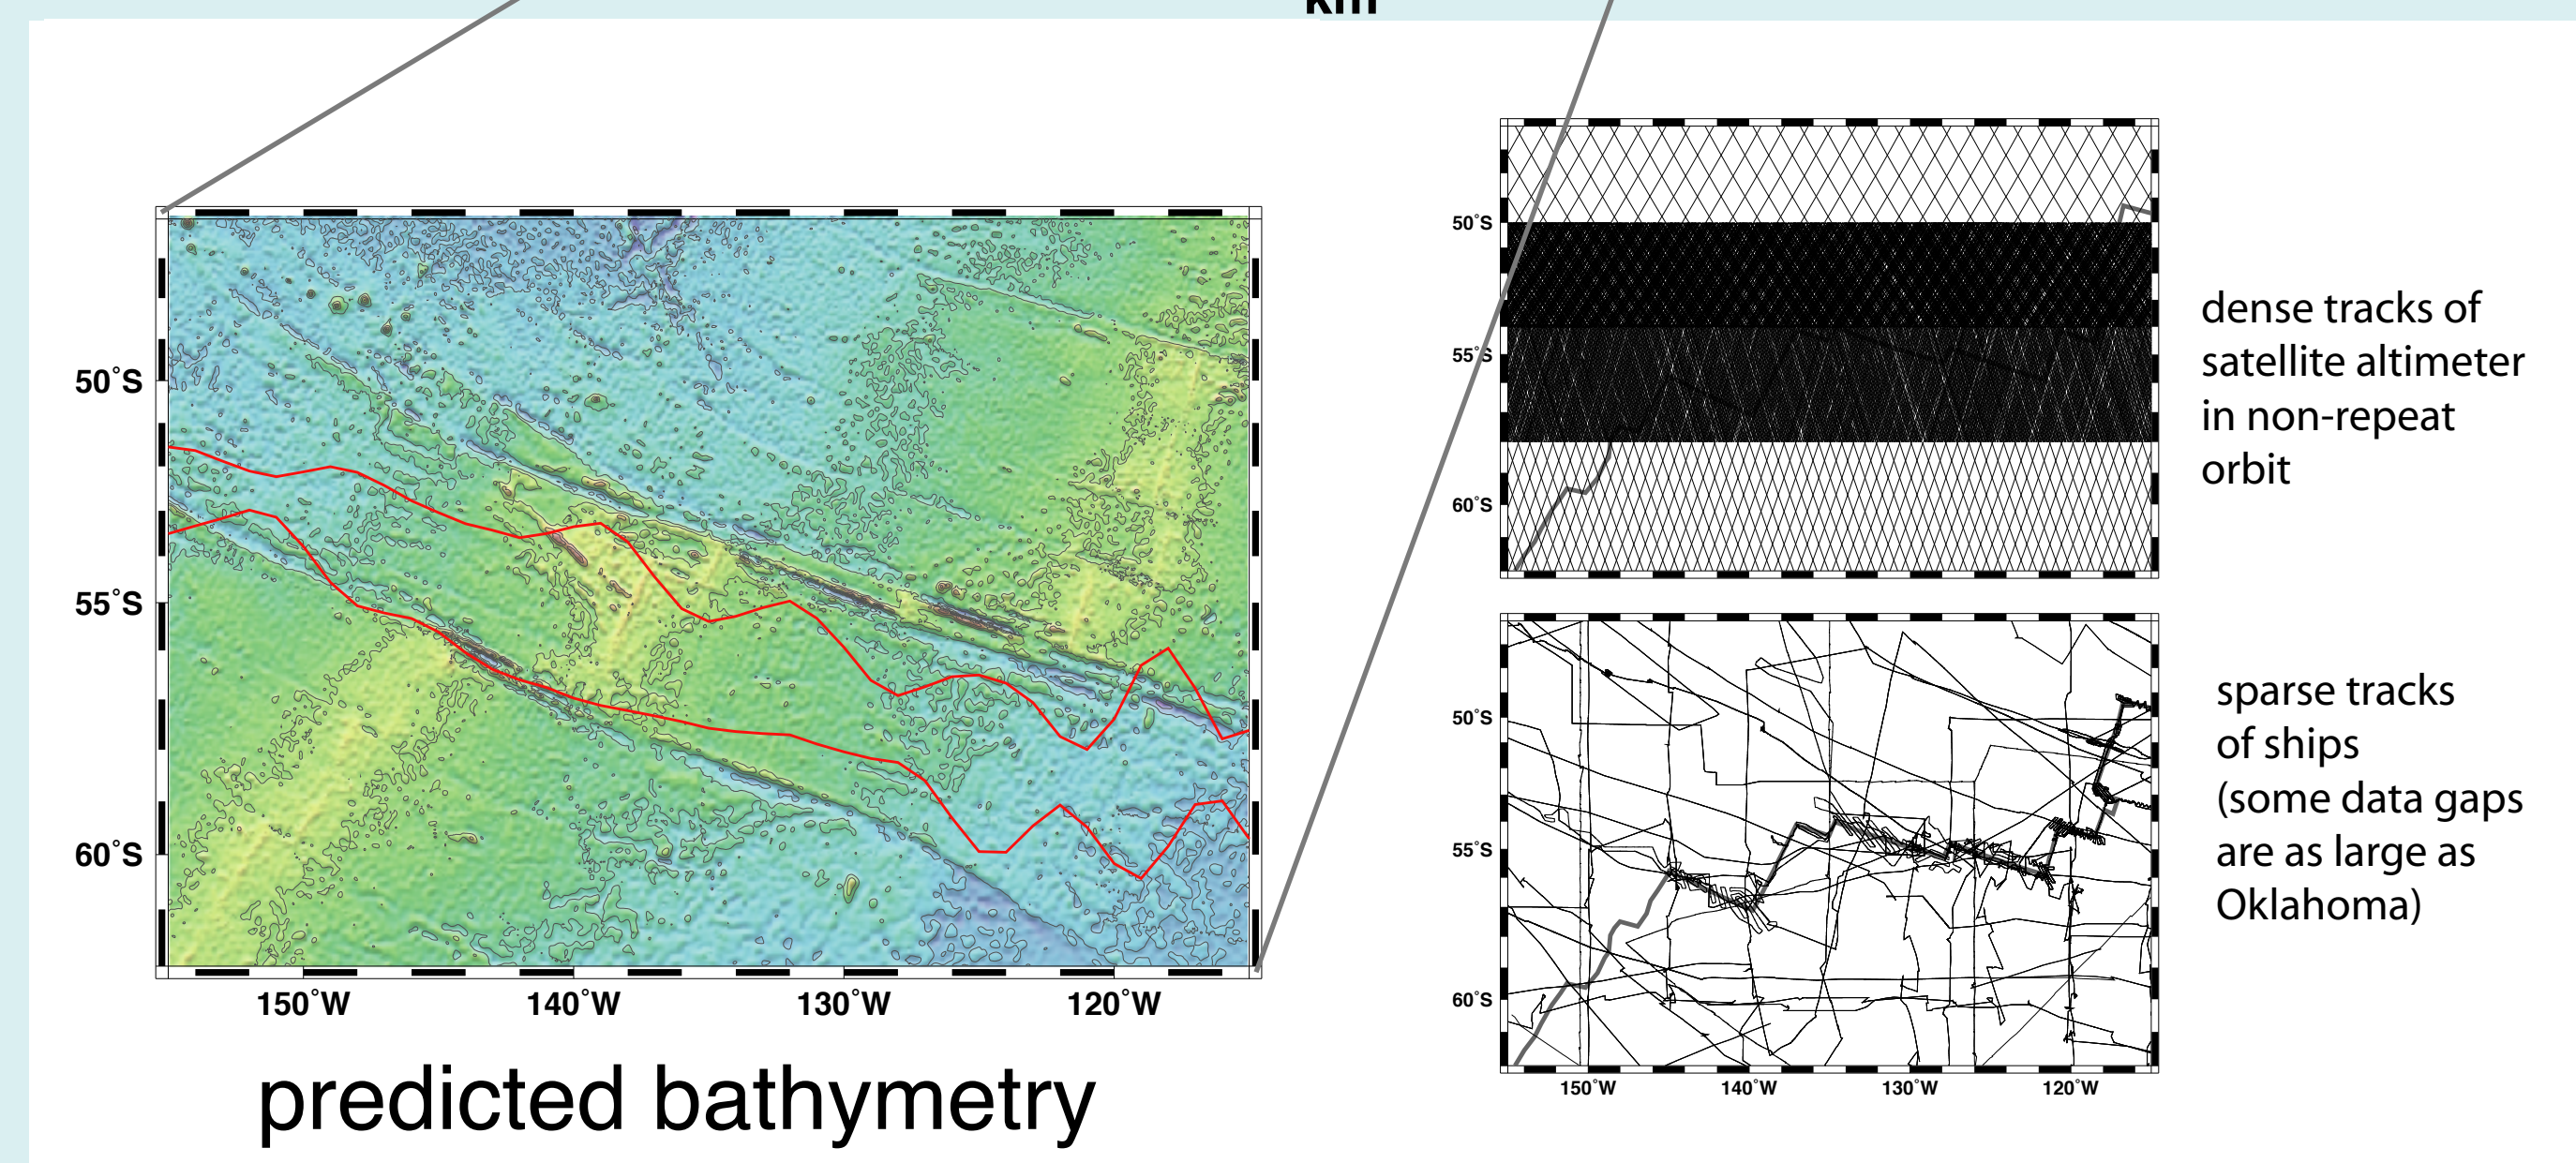 km
50°S
55°S
60°S
150°W 140°W 130°W 120°W
predicted bathymetry
50°S
55°S
60°S
dense tracks of
satellite altimeter
in non-repeat
orbit
50°S
55°S
60°S
150°W 140°W 130°W 120°W
sparse tracks
of ships
(some data gaps
are as large as
Oklahoma)